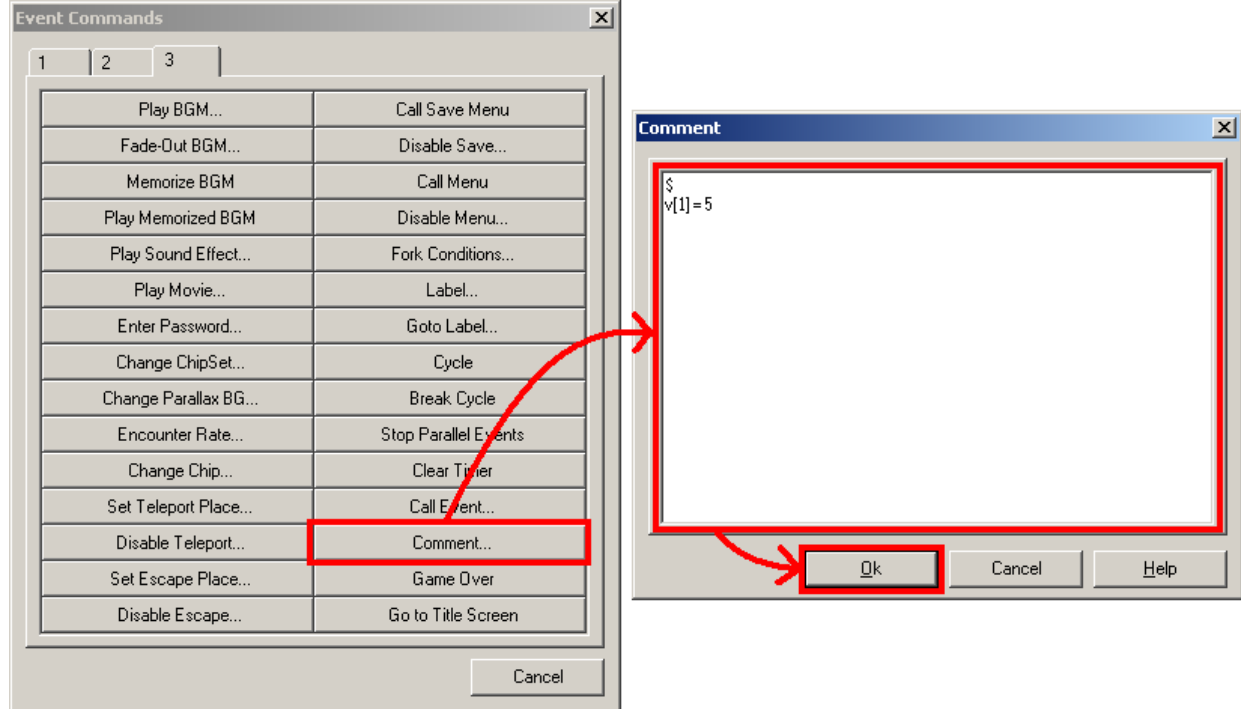 Event Commands
1 2 3
Play BGM... Call Save Menu
Fade-Out BGM... Disable Save...
Memorize BGM Call Menu
Play Memorized BGM Disable Menu...
Play Sound Effect... Fork Conditions...
Play Movie... Label...
Enter Password... Goto Label...
Change ChipSet... Cycle
Change Parallax BG... Break Cycle
Encounter Rate... Stop Parallel Events
Change Chip... Clear Timer
Set Teleport Place... Call Event...
Disable Teleport... Comment...
Set Escape Place... Game Over
Disable Escape... Go to Title Screen
Cancel
Comment
$
v[1]=5
Ok Cancel Help